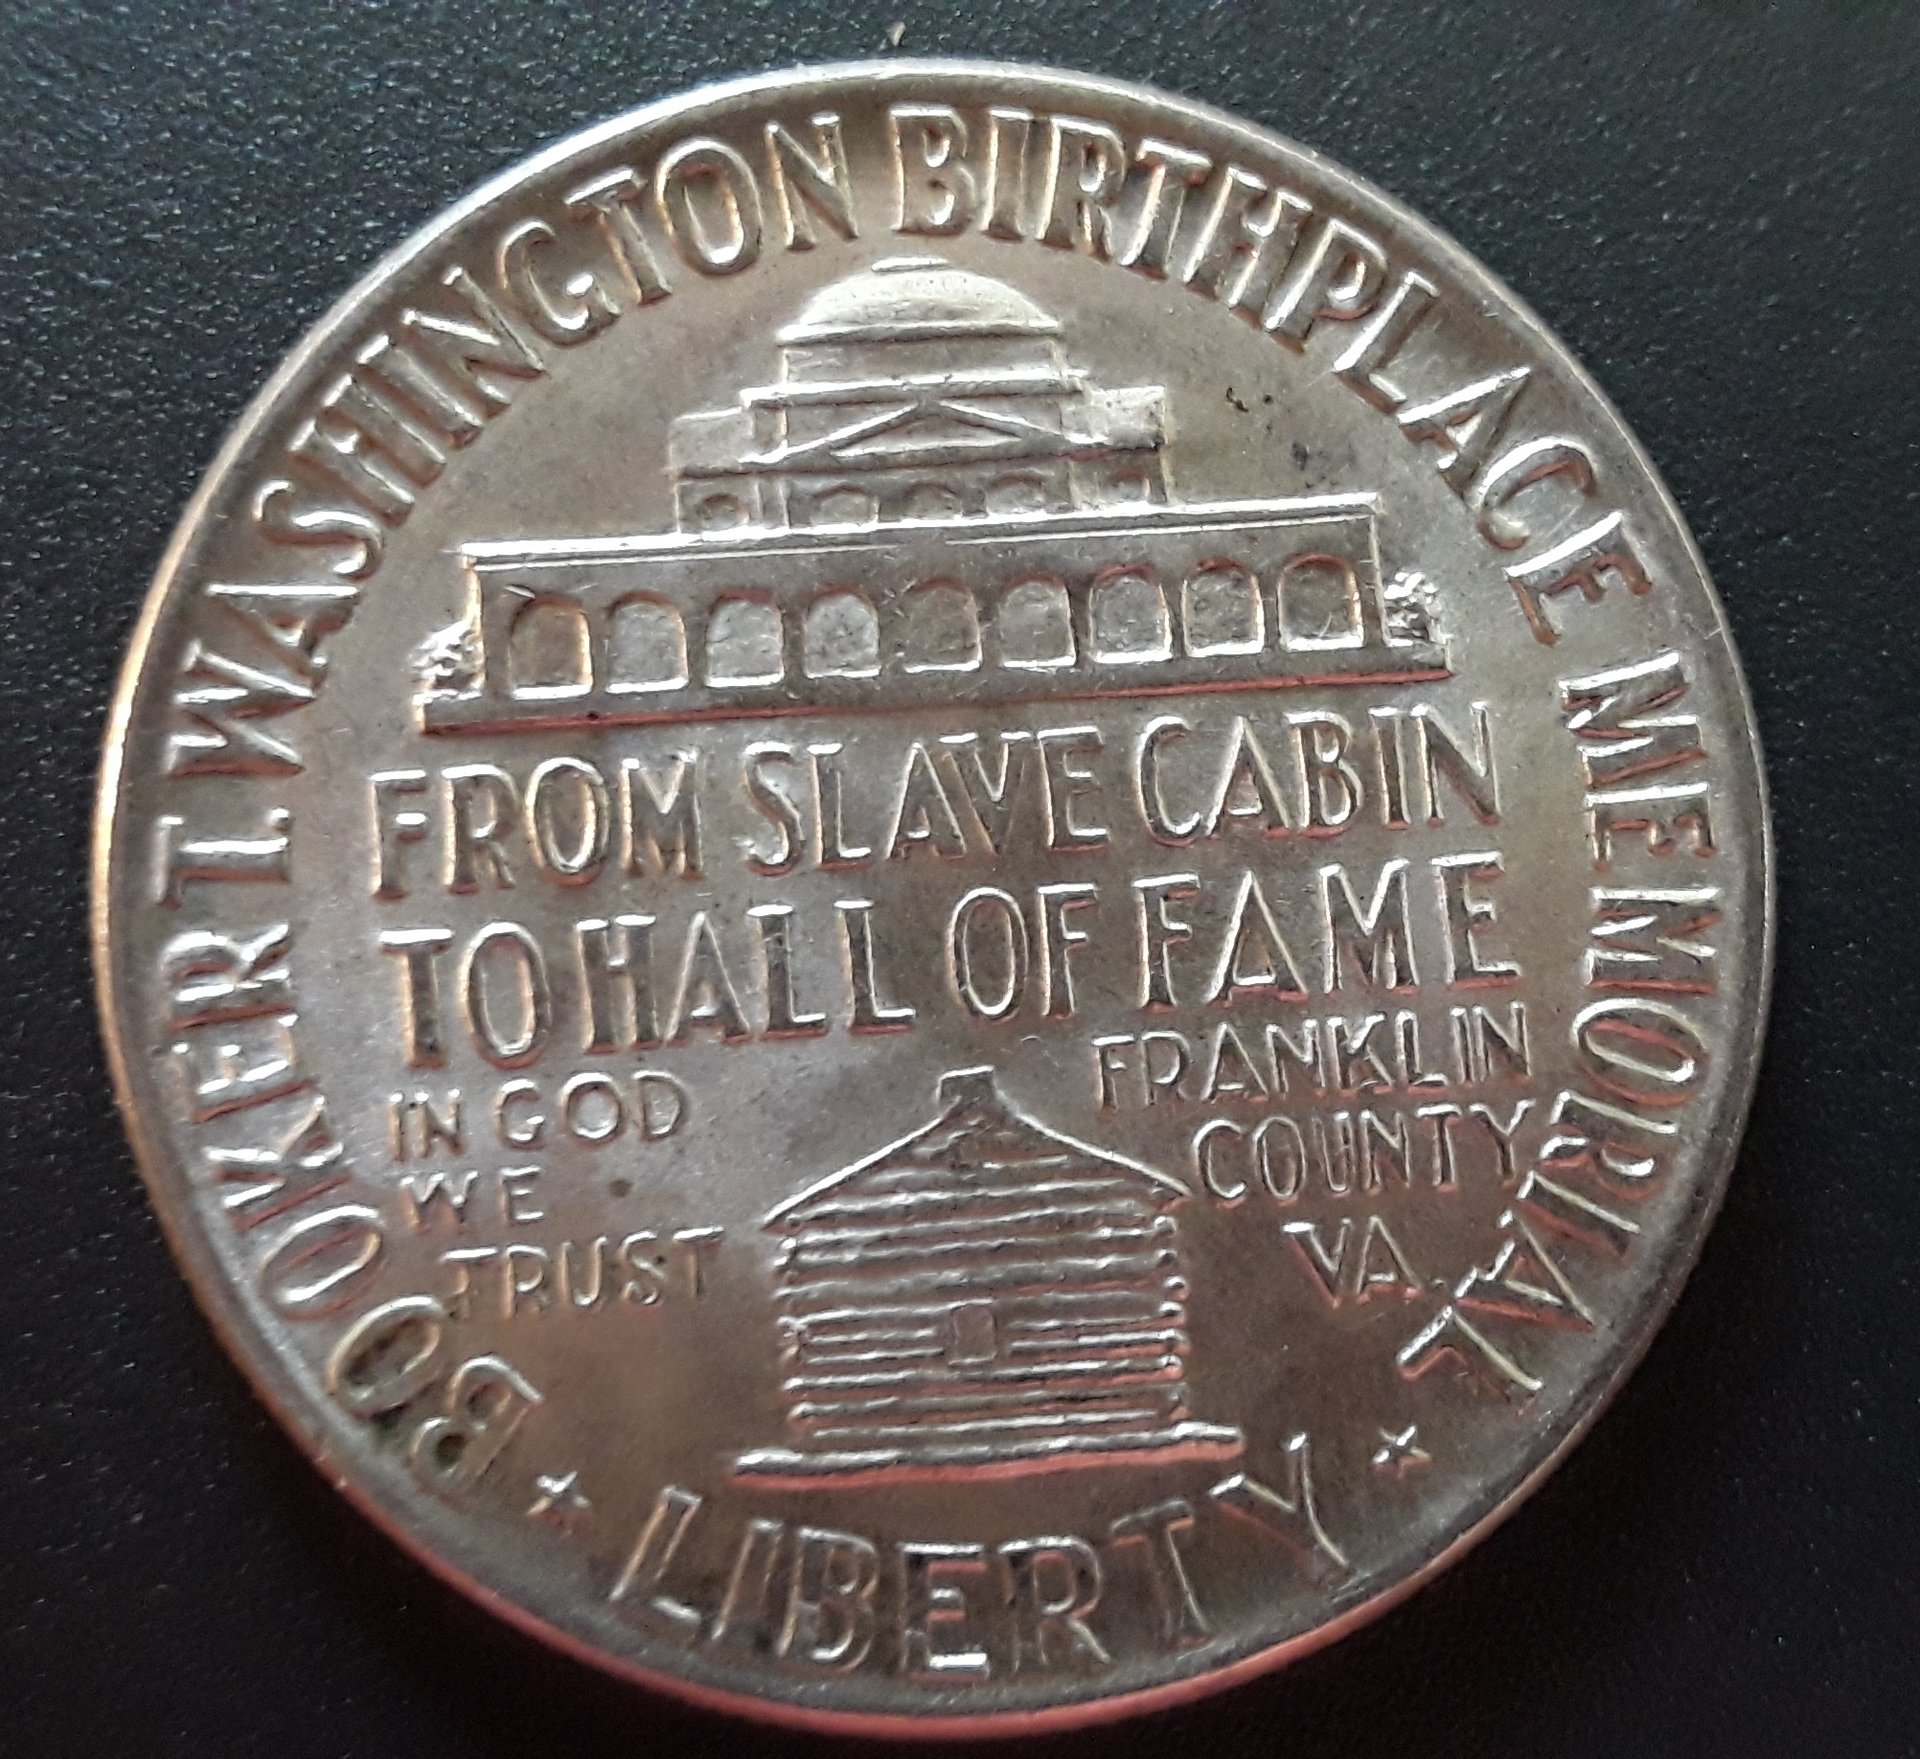 BOOKER T. WASHINGTON BIRTHPLACE MEMORIAL
FROM SLAVE CABIN
TO HALL OF FAME
IN GOD
WE
TRUST
FRANKLIN
COUNTY
VA.
LIBERTY